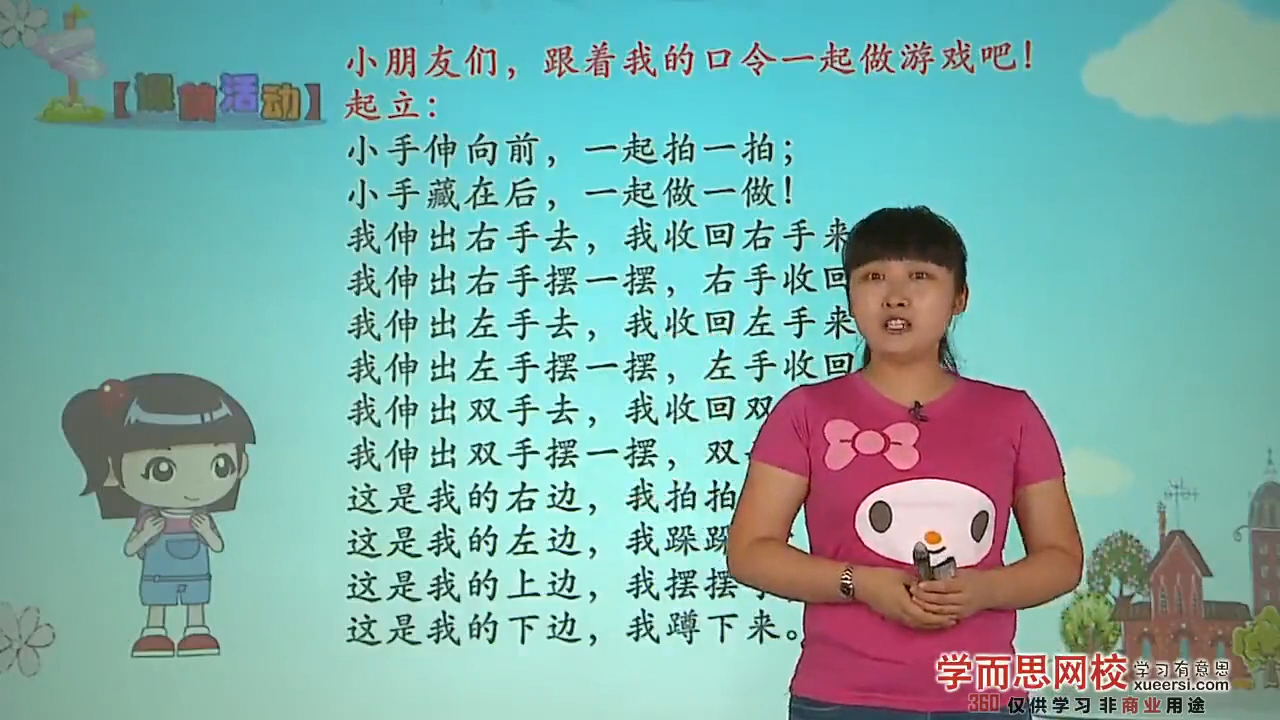 【课前活动】
小朋友们，跟着我的口令一起做游戏吧！
起立：
小手伸向前，一起拍一拍；
小手藏在后，一起做一做！
我伸出右手去，我收回右手来
我伸出右手摆一摆，右手收回
我伸出左手去，我收回左手来
我伸出左手摆一摆，左手收回
我伸出双手去，我收回双
我伸出双手摆一摆，双
这是我的右边，我拍拍
这是我的左边，我跺跺
这是我的上边，我摆摆
这是我的下边，我蹲下来。
学而思网校 学习有意思
xueersi.com
360 仅供学习 非商业用途